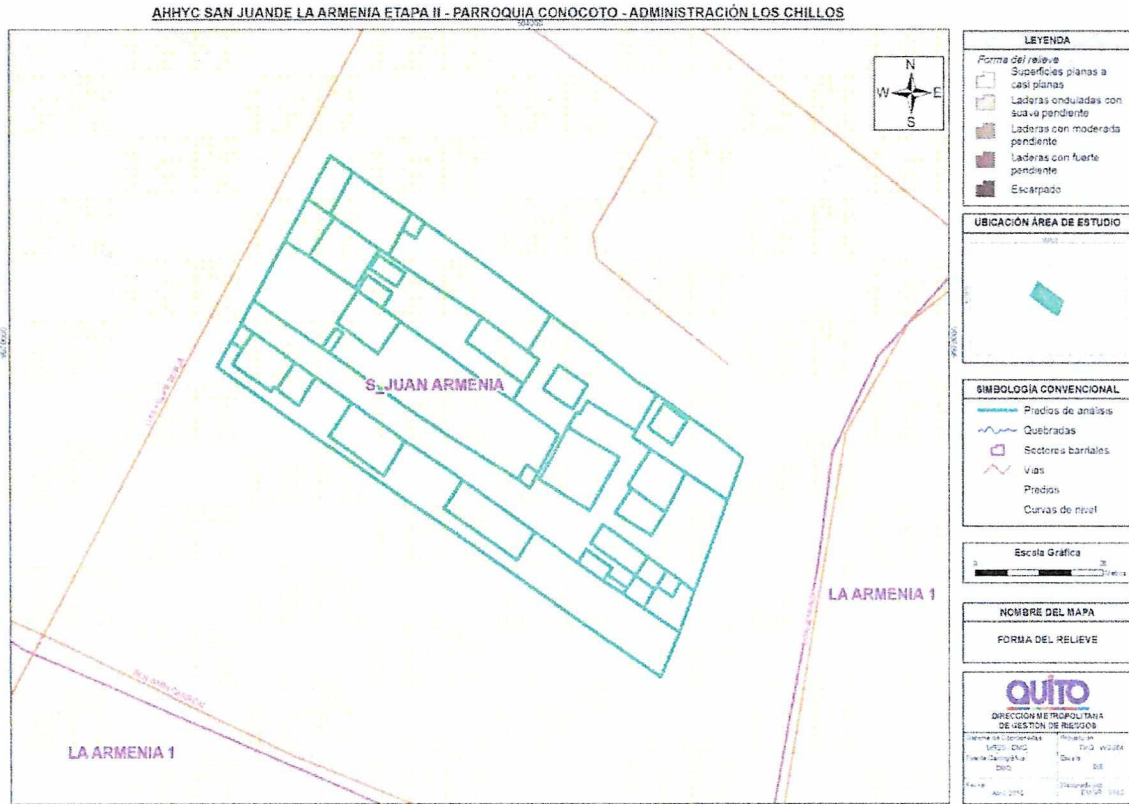 AHHYC SAN JUANDE LA ARMENIA ETAPA II - PARROQUIA CONOCOTO - ADMINISTRACIÓN LOS CHILLOS
N
W E
S
S_JUAN ARMENIA
LA ARMENIA 1
LA ARMENIA 1
LEYENDA
Forma del relieve
Superficies planas a
casi planas
Laderas onduladas con
suave pendiente
Laderas con moderada
pendiente
Laderas con fuerte
pendiente
Escarpado
UBICACIÓN ÁREA DE ESTUDIO
SIMBOLOGÍA CONVENCIONAL
Predios de análisis
Quebradas
Sectores barriales
Vías
Predios
Curvas de nivel
Escala Gráfica
NOMBRE DEL MAPA
FORMA DEL RELIEVE
QUITO
DIRECCIÓN METROPOLITANA
DE GESTIÓN DE RIESGOS